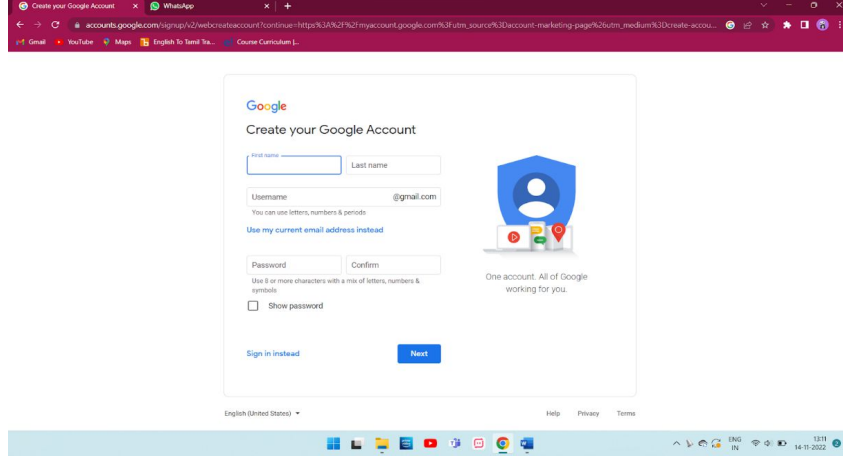 Create your Google Account
WhatsApp
accounts.google.com/signup/v2/webcreateaccount?continue=https%3A%2F%2Fmyaccount.google.com%3Futm_source%3Daccount-marketing-page%26utm_medium%3Dcreate-accou...
Gmail YouTube Maps English To Tamil Tra... Course Curriculum (...
Google
Create your Google Account
First name
Last name
Username @gmail.com
You can use letters, numbers & periods
Use my current email address instead
Password Confirm
Use 8 or more characters with a mix of letters, numbers &
symbols
Show password
One account. All of Google
working for you.
Sign in instead Next
English (United States) Help Privacy Terms
ENG
IN
13:11
14-11-2022
2